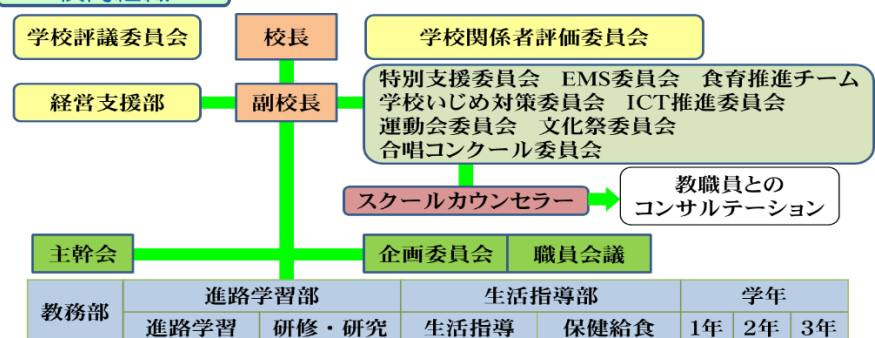 学校評議委員会 校長 学校関係者評価委員会
特別支援委員会 EMS委員会 食育推進チーム
学校いじめ対策委員会 ICT推進委員会
運動会委員会 文化祭委員会
合唱コンクール委員会
経営支援部 副校長
スクールカウンセラー
教職員との
コンサルテーション
主幹会 企画委員会 職員会議
教務部 進路学習部 生活指導部 学年
進路学習 研修・研究 生活指導 保健給食 1年 2年 3年